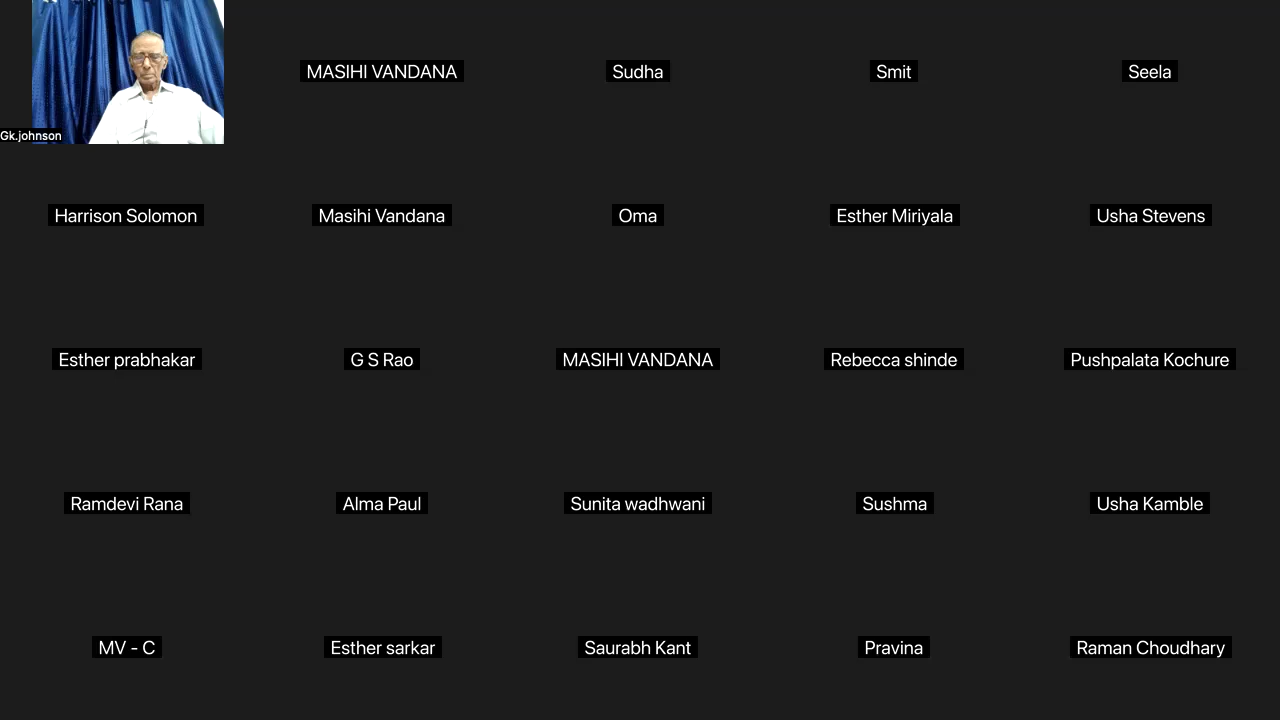 Gk.johnson
MASIHI VANDANA
Sudha
Smit
Seela
Harrison Solomon
Masihi Vandana
Oma
Esther Miriyala
Usha Stevens
Esther prabhakar
G S Rao
MASIHI VANDANA
Rebecca shinde
Pushpalata Kochure
Ramdevi Rana
Alma Paul
Sunita wadhwani
Sushma
Usha Kamble
MV - C
Esther sarkar
Saurabh Kant
Pravina
Raman Choudhary